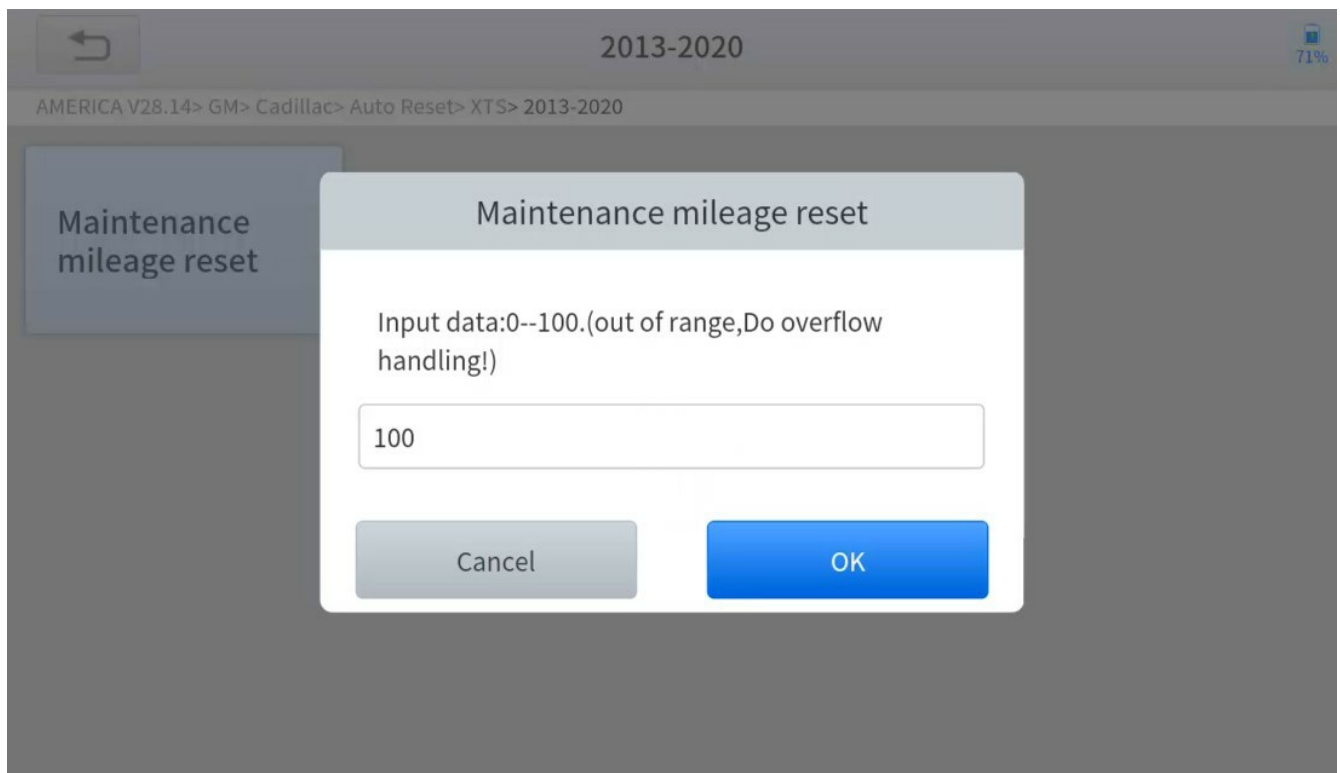 2013-2020
71%
AMERICA V28.14> GM> Cadillac> Auto Reset> XTS> 2013-2020
Maintenance
mileage reset
Maintenance mileage reset
Input data:0--100.(out of range,Do overflow
handling!)
100
Cancel
OK